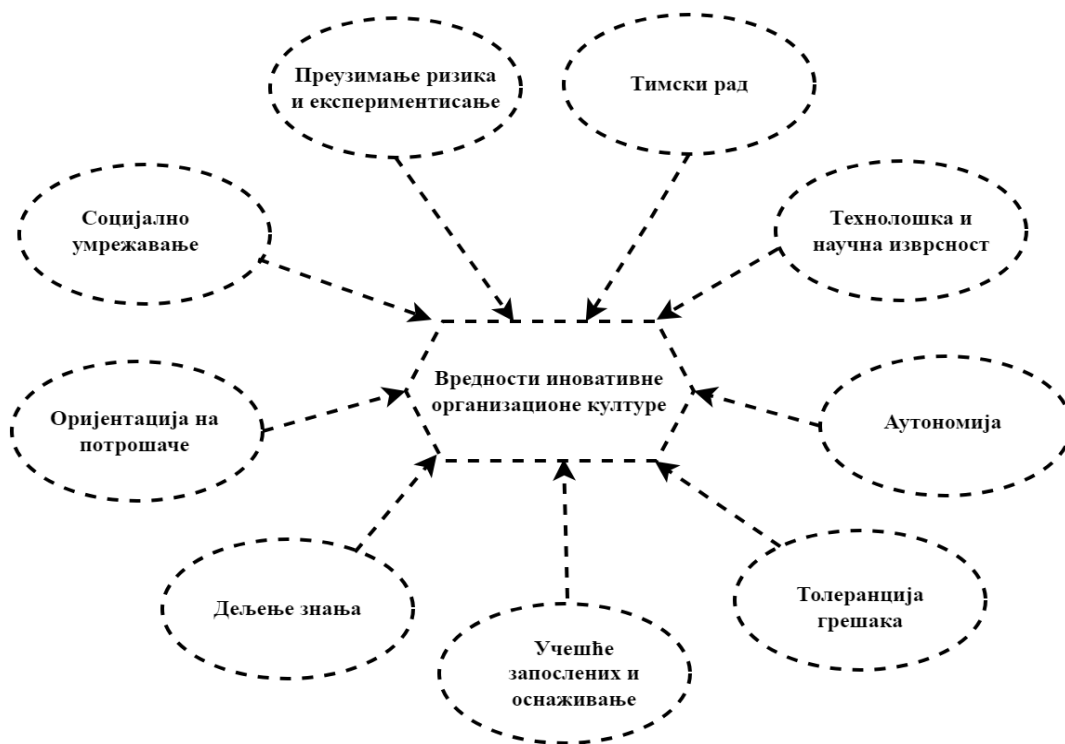 Преузимање ризика
и експериментисање
Тимски рад
Социјално
умрежавање
Технолошка и
научна изврсност
Вредности иновативне
организационе културе
Оријентација на
потрошаче
Аутономија
Дељење знања
Толеранција
грешака
Учешће
запослених и
оснаживање